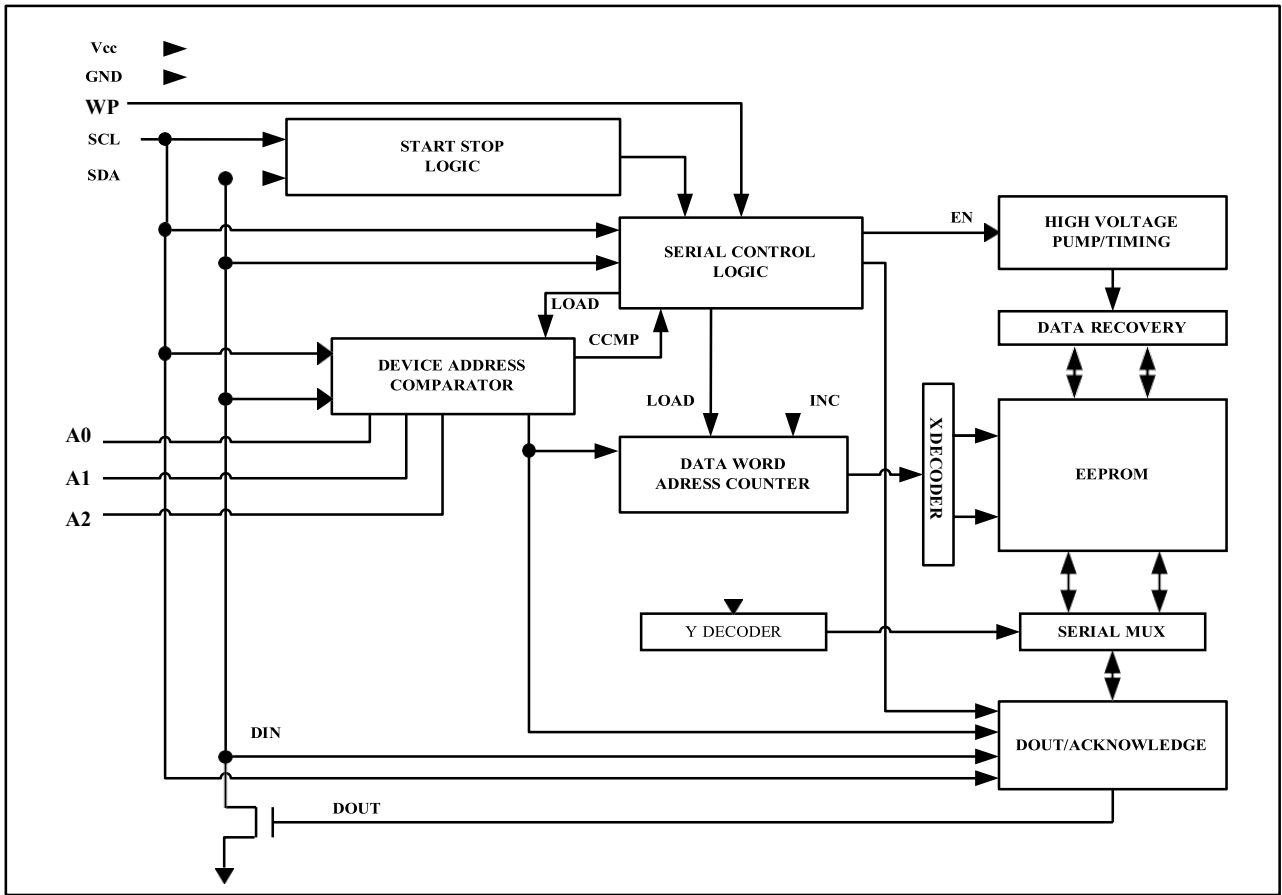 Vcc
GND
WP
SCL
SDA
START STOP
LOGIC
SERIAL CONTROL
LOGIC
EN
HIGH VOLTAGE
PUMP/TIMING
LOAD
CCMP
DATA RECOVERY
DEVICE ADDRESS
COMPARATOR
LOAD
INC
A0
A1
A2
DATA WORD
ADRESS COUNTER
X DECODER
EEPROM
Y DECODER
SERIAL MUX
DIN
DOUT/ACKNOWLEDGE
DOUT